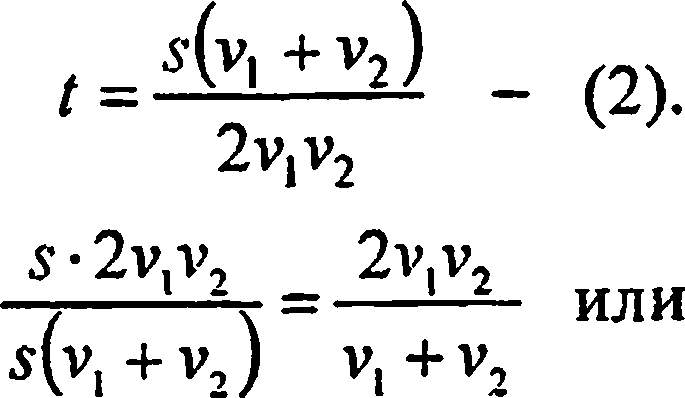 t = s(v₁ + v₂) / 2v₁v₂ – (2).
s · 2v₁v₂ / s(v₁ + v₂) = 2v₁v₂ / v₁ + v₂ или